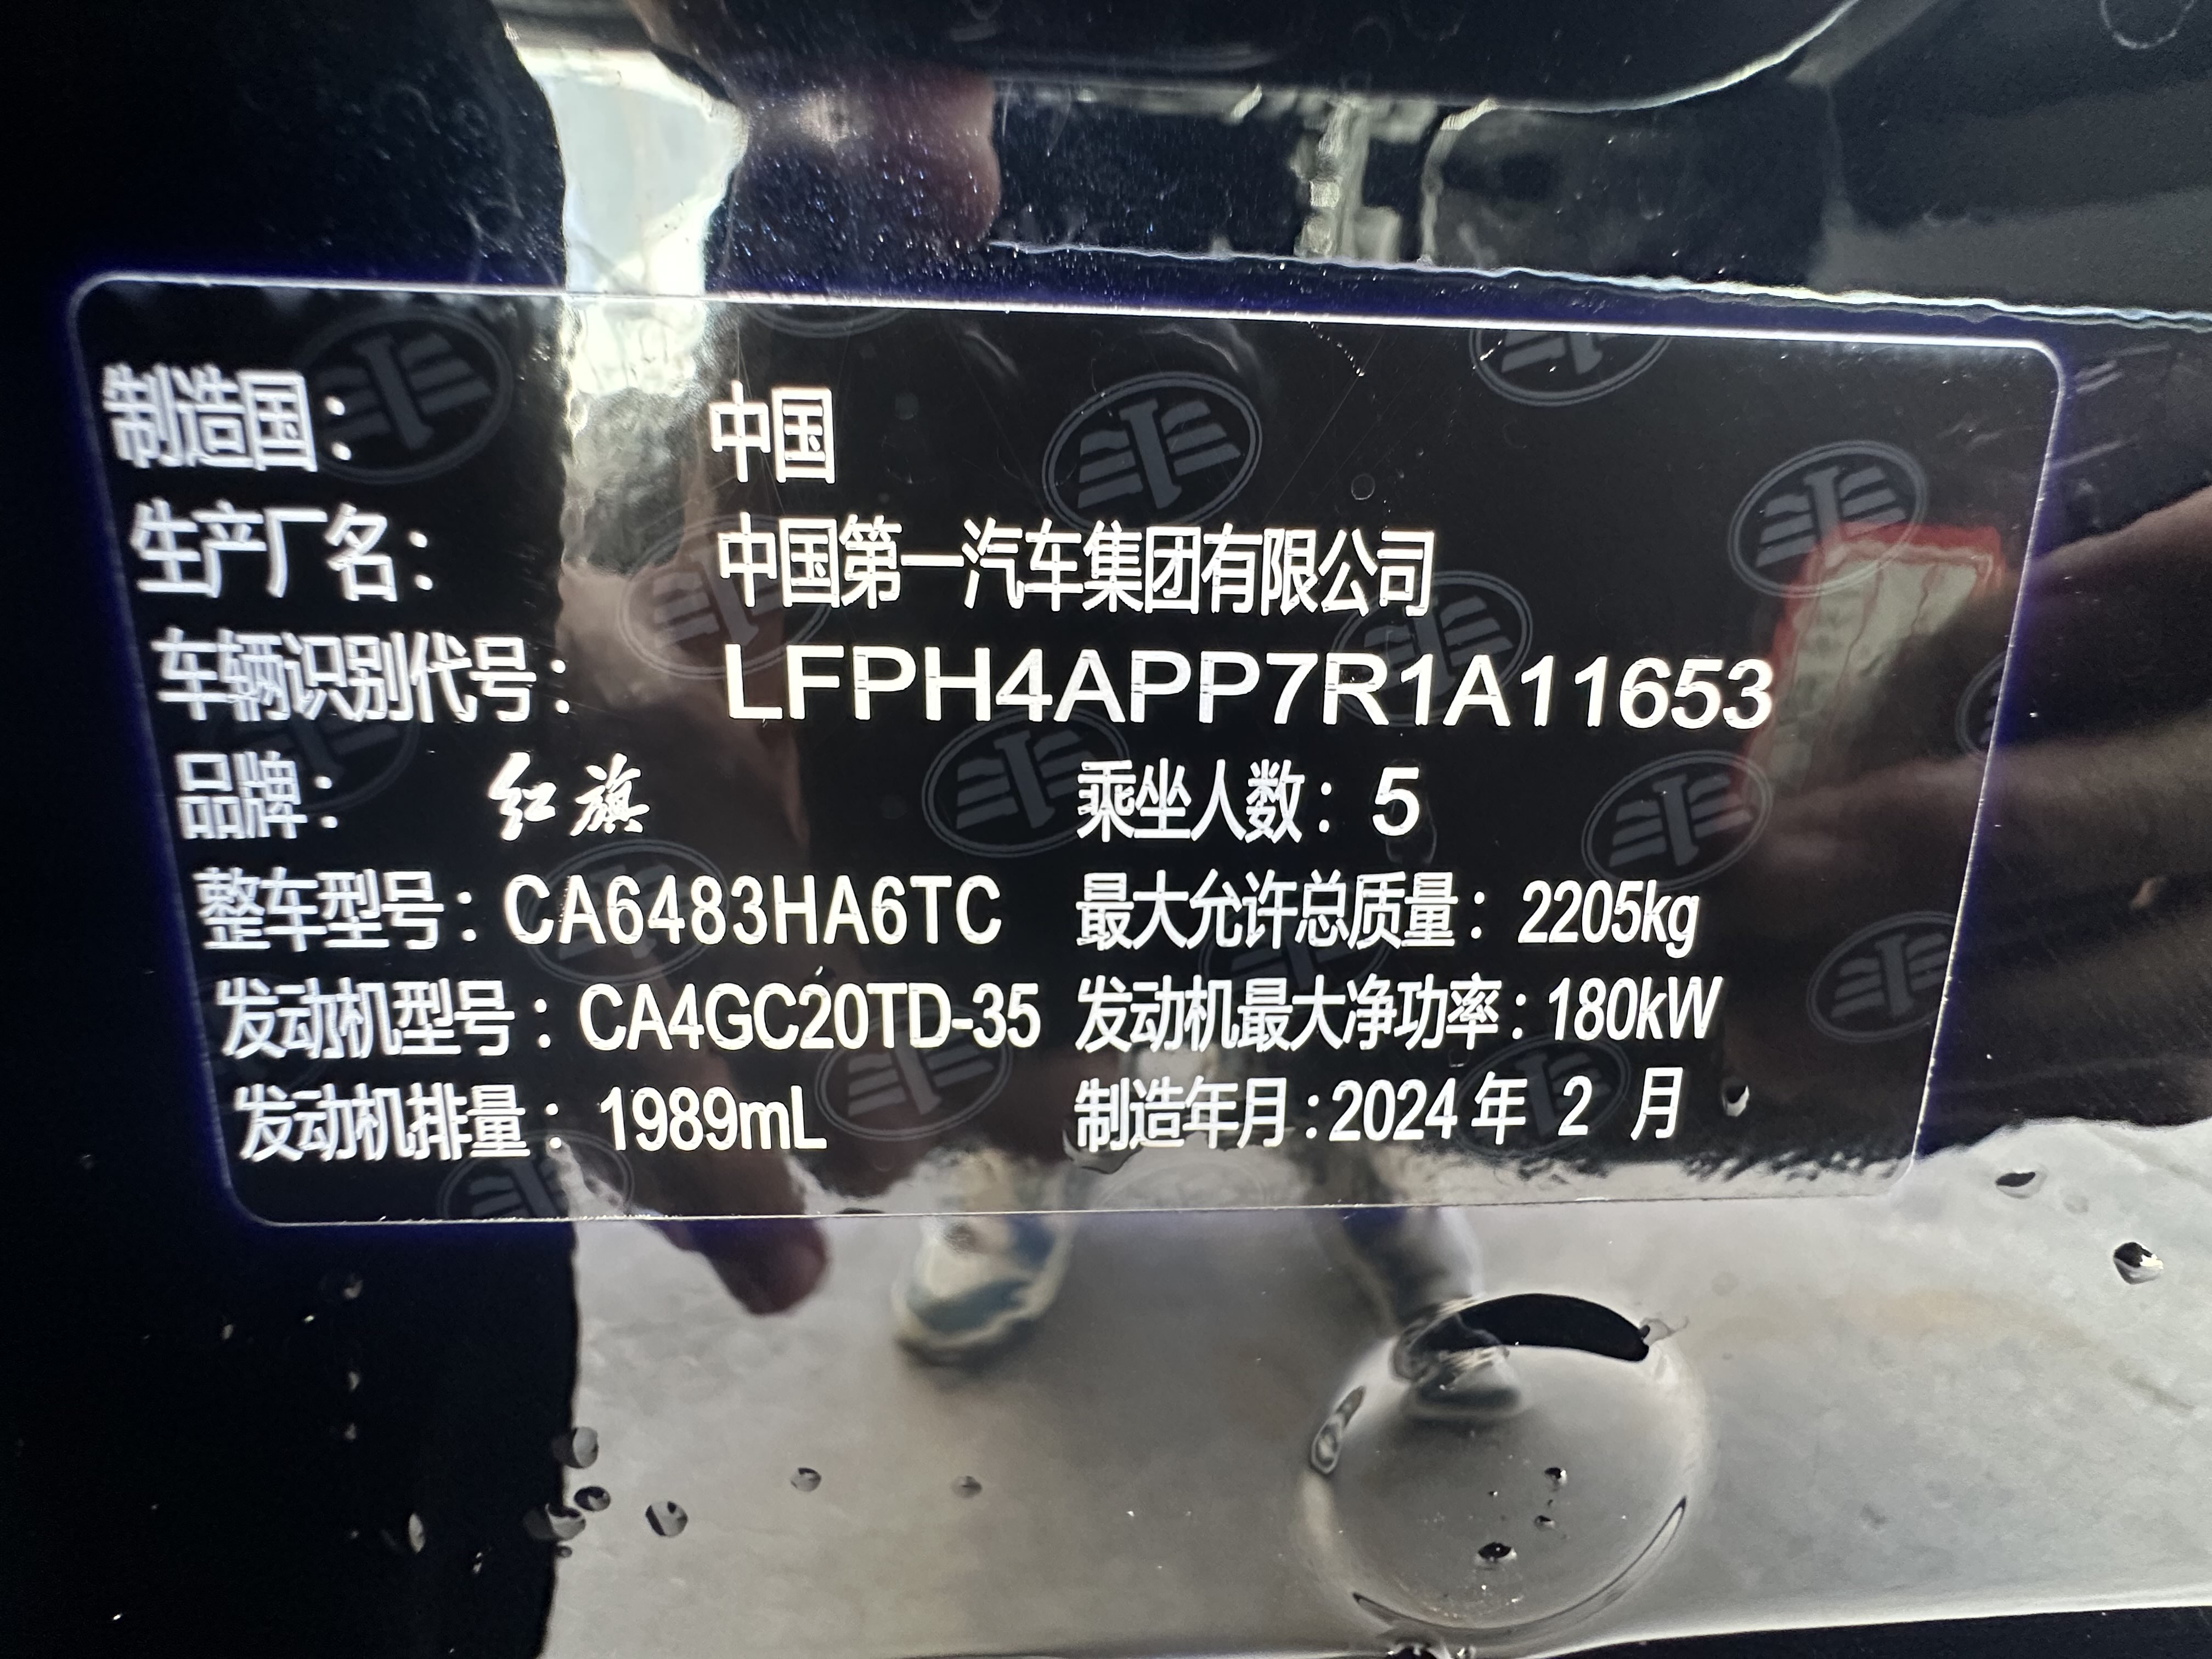 制造国： 中国
生产厂名： 中国第一汽车集团有限公司
车辆识别代号： LFPH4APP7R1A11653
品牌： 红旗 乘坐人数：5
整车型号：CA6483HA6TC 最大允许总质量：2205kg
发动机型号：CA4GC20TD-35 发动机最大净功率：180kW
发动机排量：1989mL 制造年月：2024年 2 月